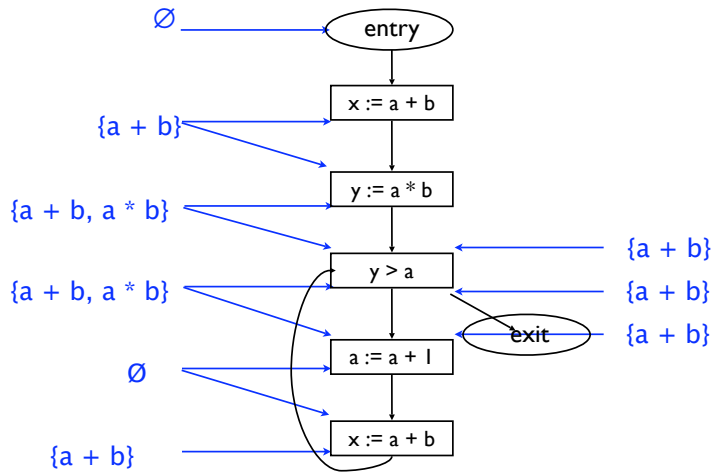 ∅
entry
x := a + b
{a + b}
y := a * b
{a + b, a * b}
{a + b}
y > a
{a + b, a * b}
{a + b}
exit
{a + b}
a := a + 1
Ø
x := a + b
{a + b}